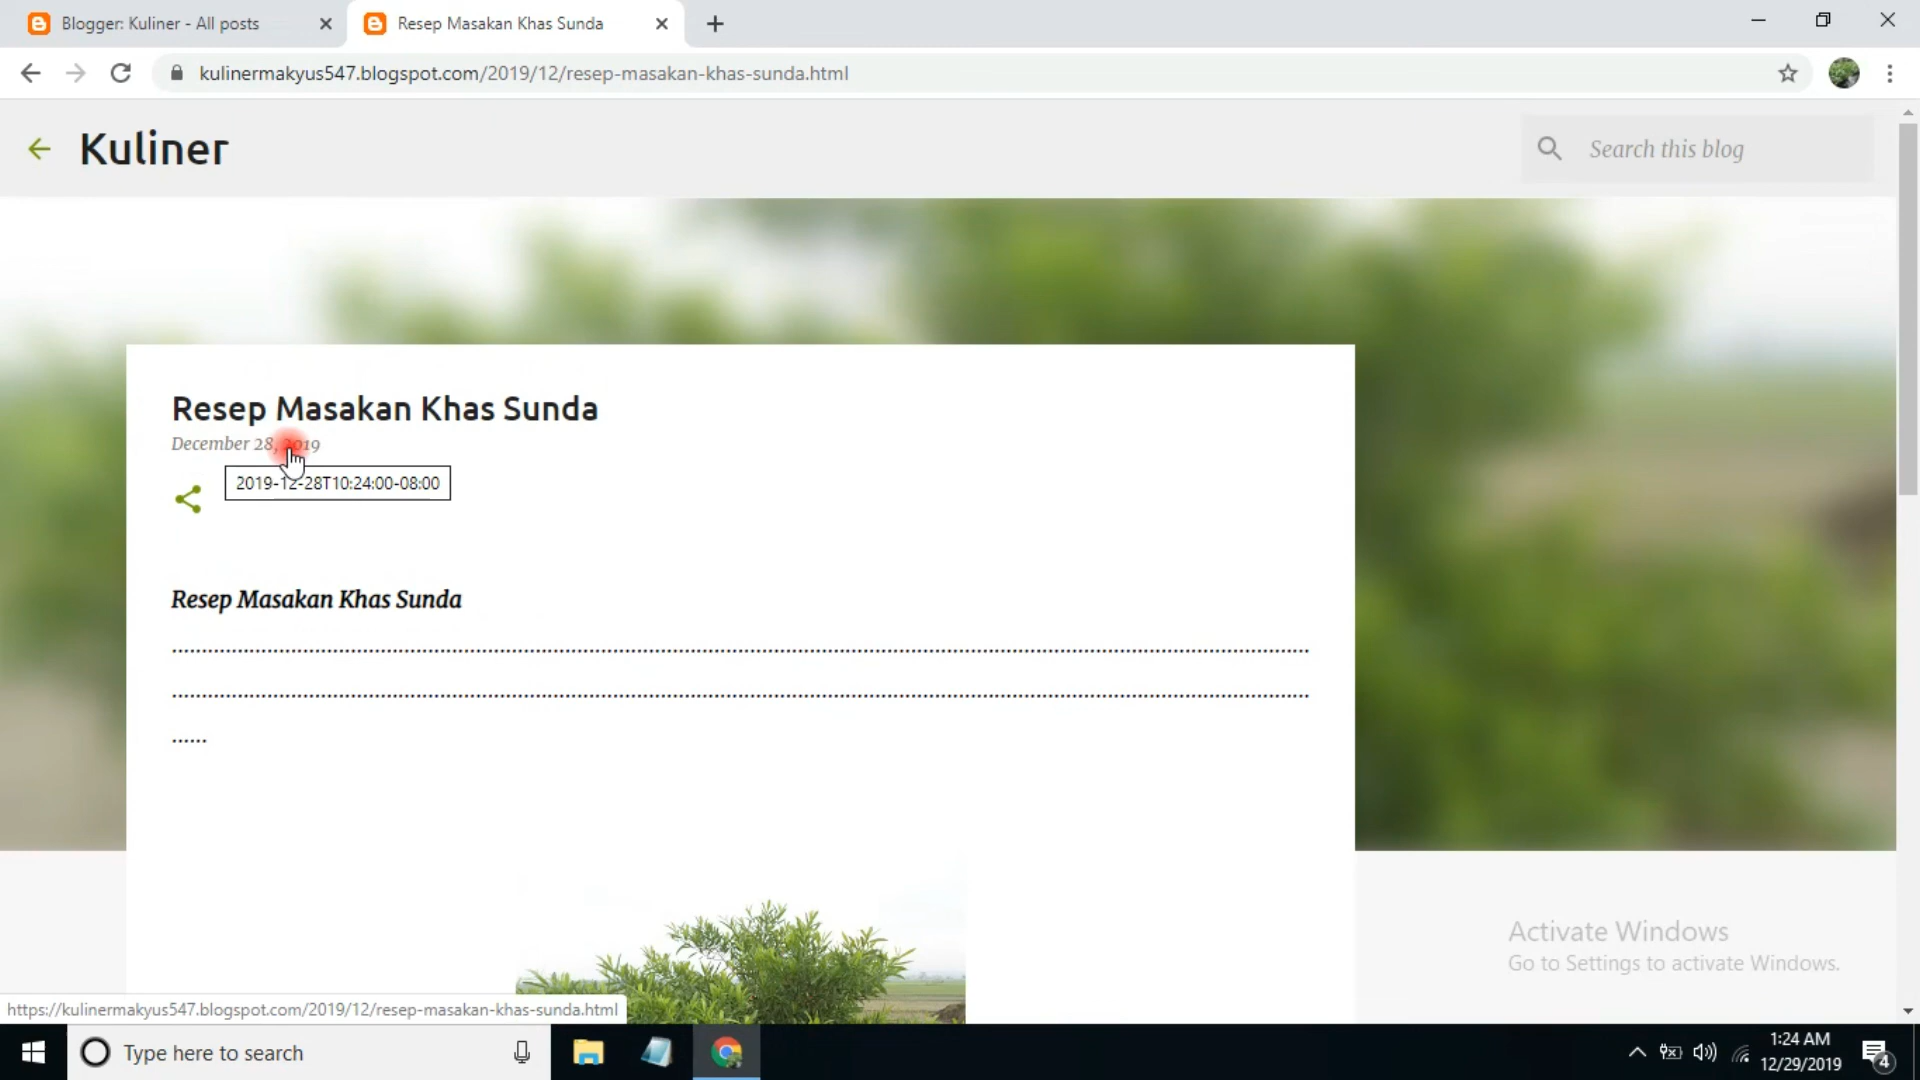 Blogger: Kuliner - All posts
Resep Masakan Khas Sunda
kulinermakyus547.blogspot.com/2019/12/resep-masakan-khas-sunda.html
Kuliner
Search this blog
Resep Masakan Khas Sunda
December 28, 2019
2019-12-28T10:24:00-08:00
Resep Masakan Khas Sunda
................................................................................................................................................................................................
................................................................................................................................................................................................
......
Activate Windows
Go to Settings to activate Windows.
https://kulinermakyus547.blogspot.com/2019/12/resep-masakan-khas-sunda.html
Type here to search
1:24 AM
12/29/2019
4